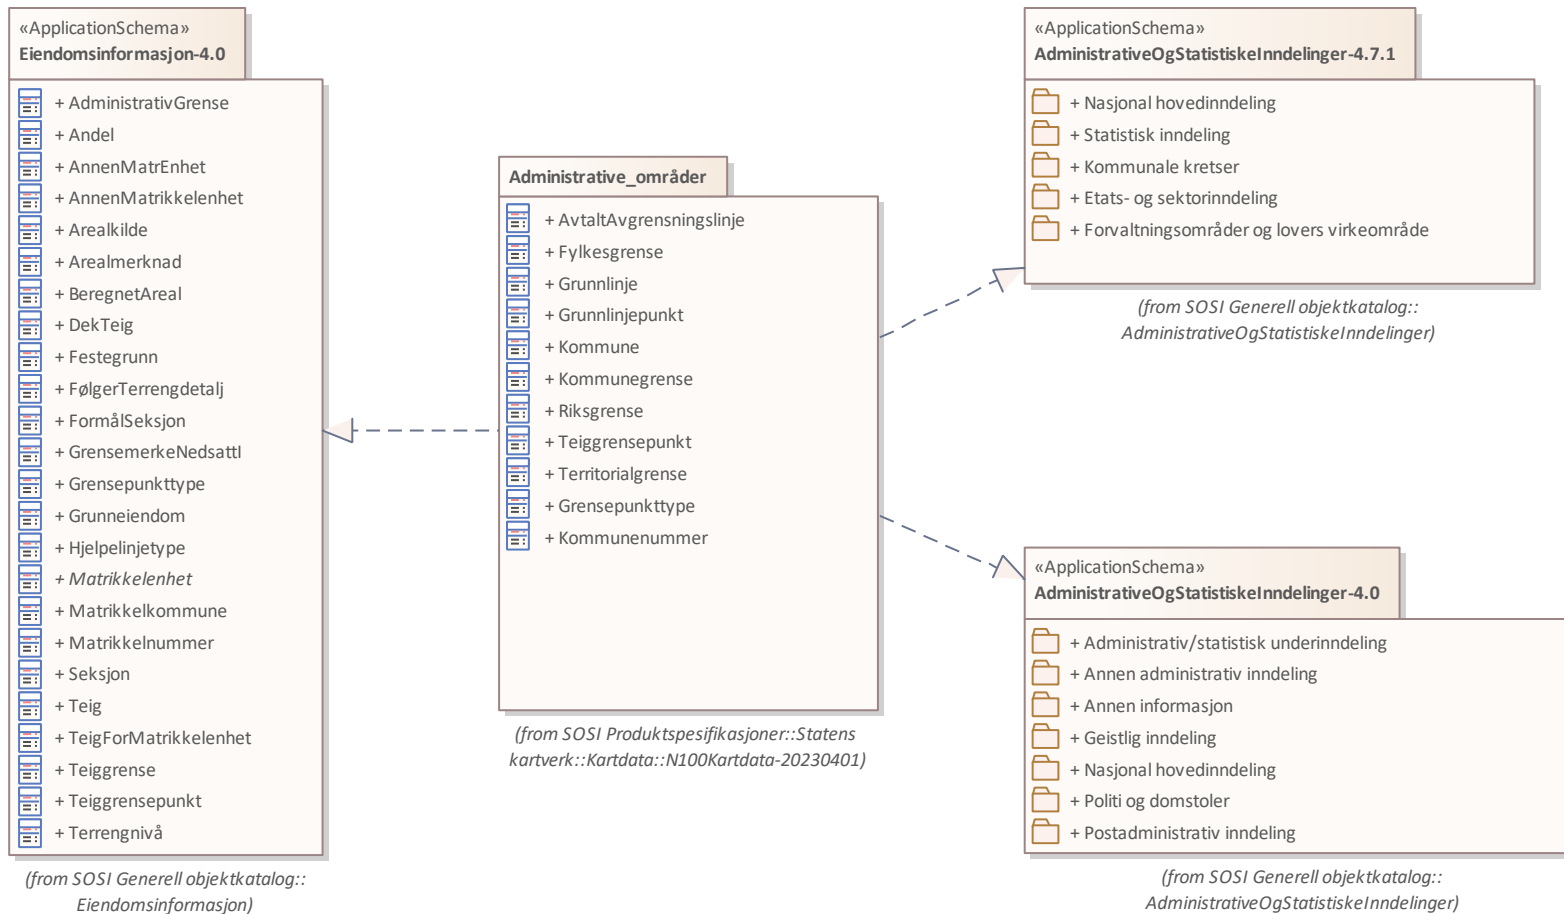 «ApplicationSchema»
Eiendomsinformasjon-4.0
+ AdministrativGrense
+ Andel
+ AnnenMatrEnhet
+ AnnenMatrikkelenhet
+ Arealkilde
+ Arealmerknad
+ BeregnetAreal
+ DekTeig
+ Festegrunn
+ FølgerTerrengdetalj
+ FormålSeksjon
+ GrensemerkeNedsattI
+ Grensepunkttype
+ Grunneiendom
+ Hjelpelinjetype
+ Matrikkelenhet
+ Matrikkelkommune
+ Matrikkelnummer
+ Seksjon
+ Teig
+ TeigForMatrikkelenhet
+ Teiggrense
+ Teiggrensepunkt
+ Terrengnivå
(from SOSI Generell objektkatalog::
Eiendomsinformasjon)
Administrative_områder
+ AvtaltAvgrensningslinje
+ Fylkesgrense
+ Grunnlinje
+ Grunnlinjepunkt
+ Kommune
+ Kommunegrense
+ Riksgrense
+ Teiggrensepunkt
+ Territorialgrense
+ Grensepunkttype
+ Kommunenummer
(from SOSI Produktspesifikasjoner::Statens
kartverk::Kartdata::N100Kartdata-20230401)
«ApplicationSchema»
AdministrativeOgStatistiskeInndelinger-4.7.1
+ Nasjonal hovedinndeling
+ Statistisk inndeling
+ Kommunale kretser
+ Etats- og sektorinndeling
+ Forvaltningsområder og lovers virkeområde
(from SOSI Generell objektkatalog::
AdministrativeOgStatistiskeInndelinger)
«ApplicationSchema»
AdministrativeOgStatistiskeInndelinger-4.0
+ Administrativ/statistisk underinndeling
+ Annen administrativ inndeling
+ Annen informasjon
+ Geistlig inndeling
+ Nasjonal hovedinndeling
+ Politi og domstoler
+ Postadministrativ inndeling
(from SOSI Generell objektkatalog::
AdministrativeOgStatistiskeInndelinger)